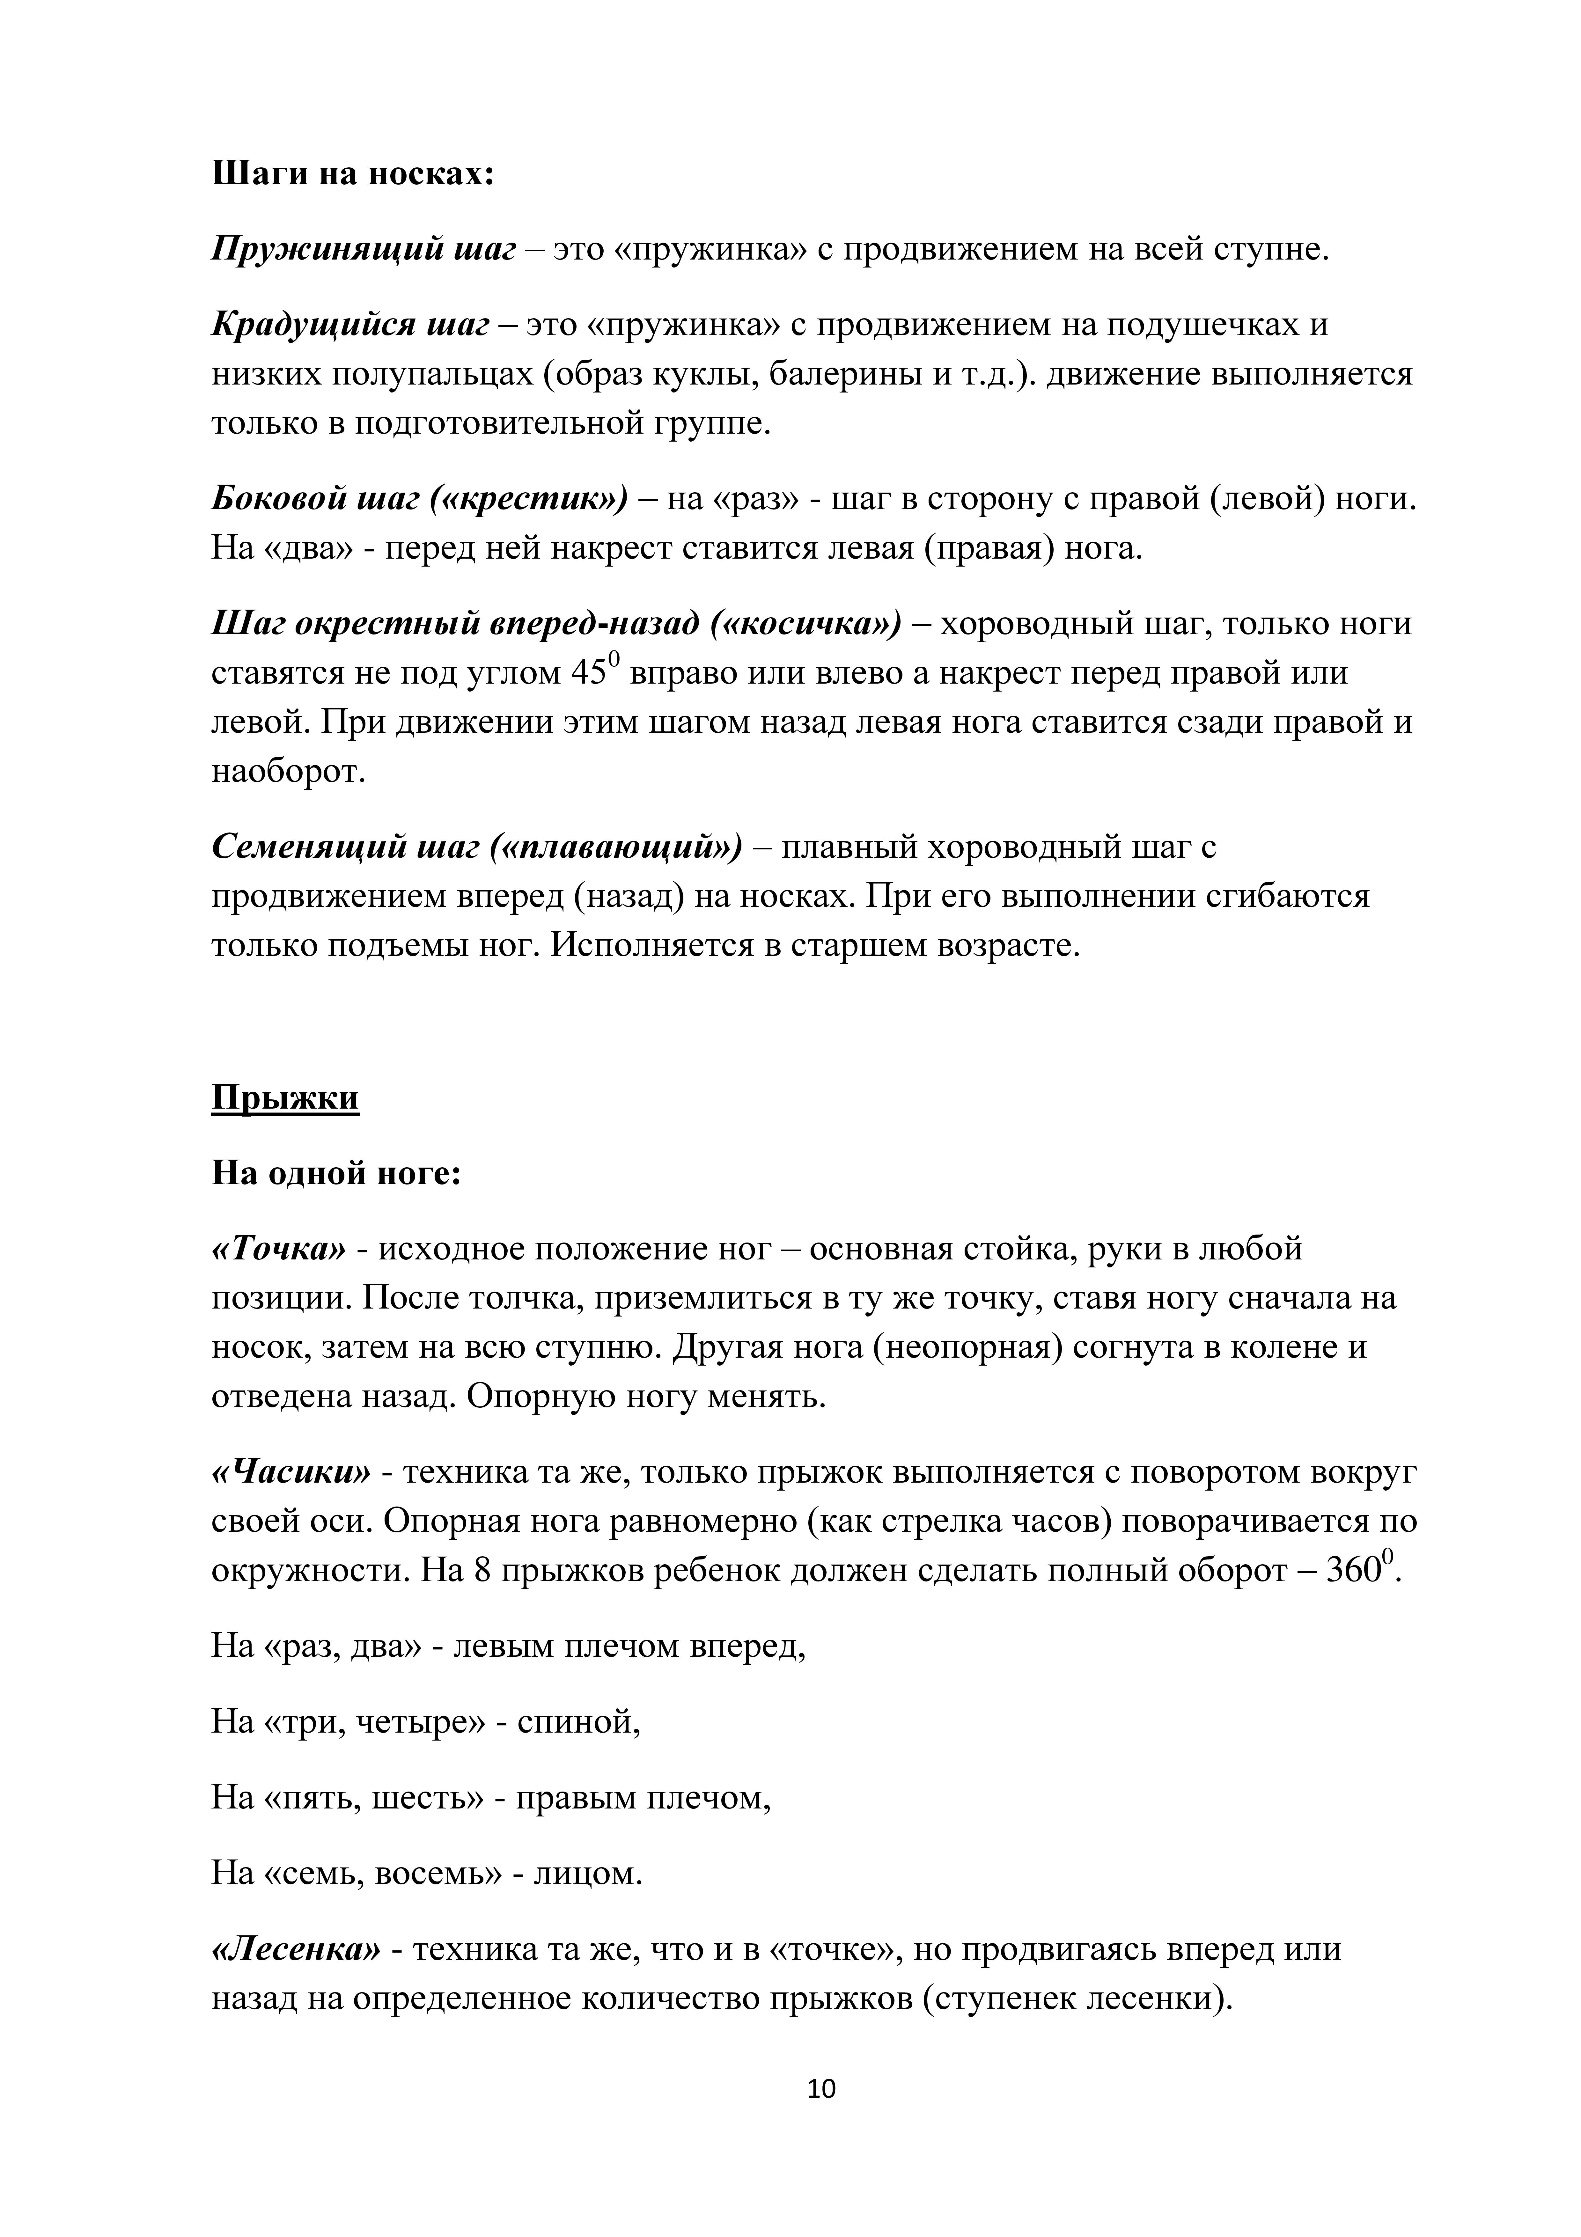 Шаги на носках:
Пружинящий шаг – это «пружинка» с продвижением на всей ступне.
Крадущийся шаг – это «пружинка» с продвижением на подушечках и
низких полупальцах (образ куклы, балерины и т.д.). движение выполняется
только в подготовительной группе.
Боковой шаг («крестик») – на «раз» - шаг в сторону с правой (левой) ноги.
На «два» - перед ней накрест ставится левая (правая) нога.
Шаг окрестный вперед-назад («косичка») – хороводный шаг, только ноги
ставятся не под углом 45⁰ вправо или влево а накрест перед правой или
левой. При движении этим шагом назад левая нога ставится сзади правой и
наоборот.
Семенящий шаг («плавающий») – плавный хороводный шаг с
продвижением вперед (назад) на носках. При его выполнении сгибаются
только подъемы ног. Исполняется в старшем возрасте.
Прыжки
На одной ноге:
«Точка» - исходное положение ног – основная стойка, руки в любой
позиции. После толчка, приземлиться в ту же точку, ставя ногу сначала на
носок, затем на всю ступню. Другая нога (неопорная) согнута в колене и
отведена назад. Опорную ногу менять.
«Часики» - техника та же, только прыжок выполняется с поворотом вокруг
своей оси. Опорная нога равномерно (как стрелка часов) поворачивается по
окружности. На 8 прыжков ребенок должен сделать полный оборот – 360⁰.
На «раз, два» - левым плечом вперед,
На «три, четыре» - спиной,
На «пять, шесть» - правым плечом,
На «семь, восемь» - лицом.
«Лесенка» - техника та же, что и в «точке», но продвигаясь вперед или
назад на определенное количество прыжков (ступенек лесенки).
10